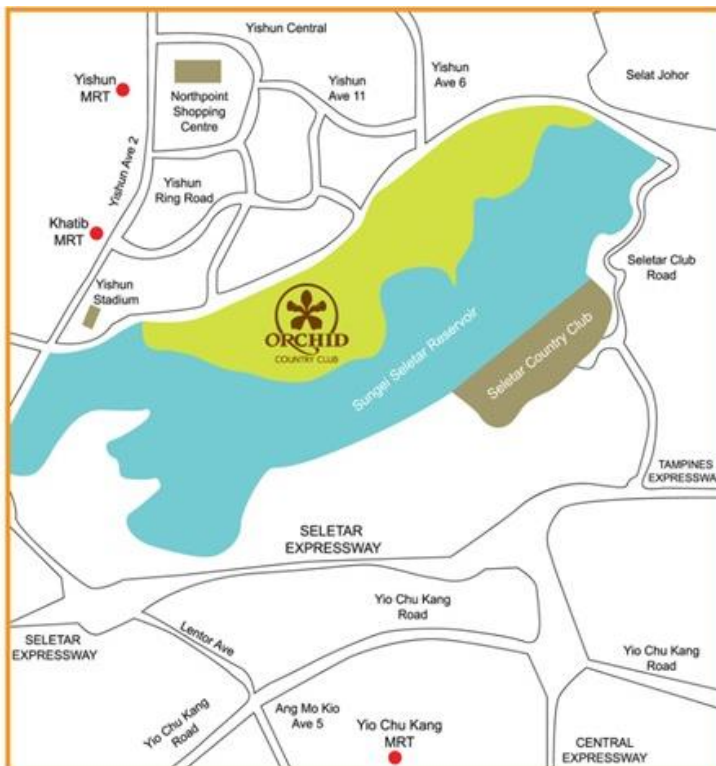 Yishun Central
Yishun
MRT
Northpoint
Shopping
Centre
Yishun
Ave 11
Yishun
Ave 6
Selat Johor
Yishun Ave 2
Yishun
Ring Road
Khatib
MRT
Yishun
Stadium
Seletar Club
Road
ORCHID
COUNTRY CLUB
Sungei Seletar Reservoir
Seletar Country Club
TAMPINES
EXPRESSWAY
SELETAR
EXPRESSWAY
Yio Chu Kang
Road
Lentor Ave
SELETAR
EXPRESSWAY
Yio Chu Kang
Road
Yio Chu Kang
Road
Ang Mo Kio
Ave 5
Yio Chu Kang
MRT
CENTRAL
EXPRESSWAY